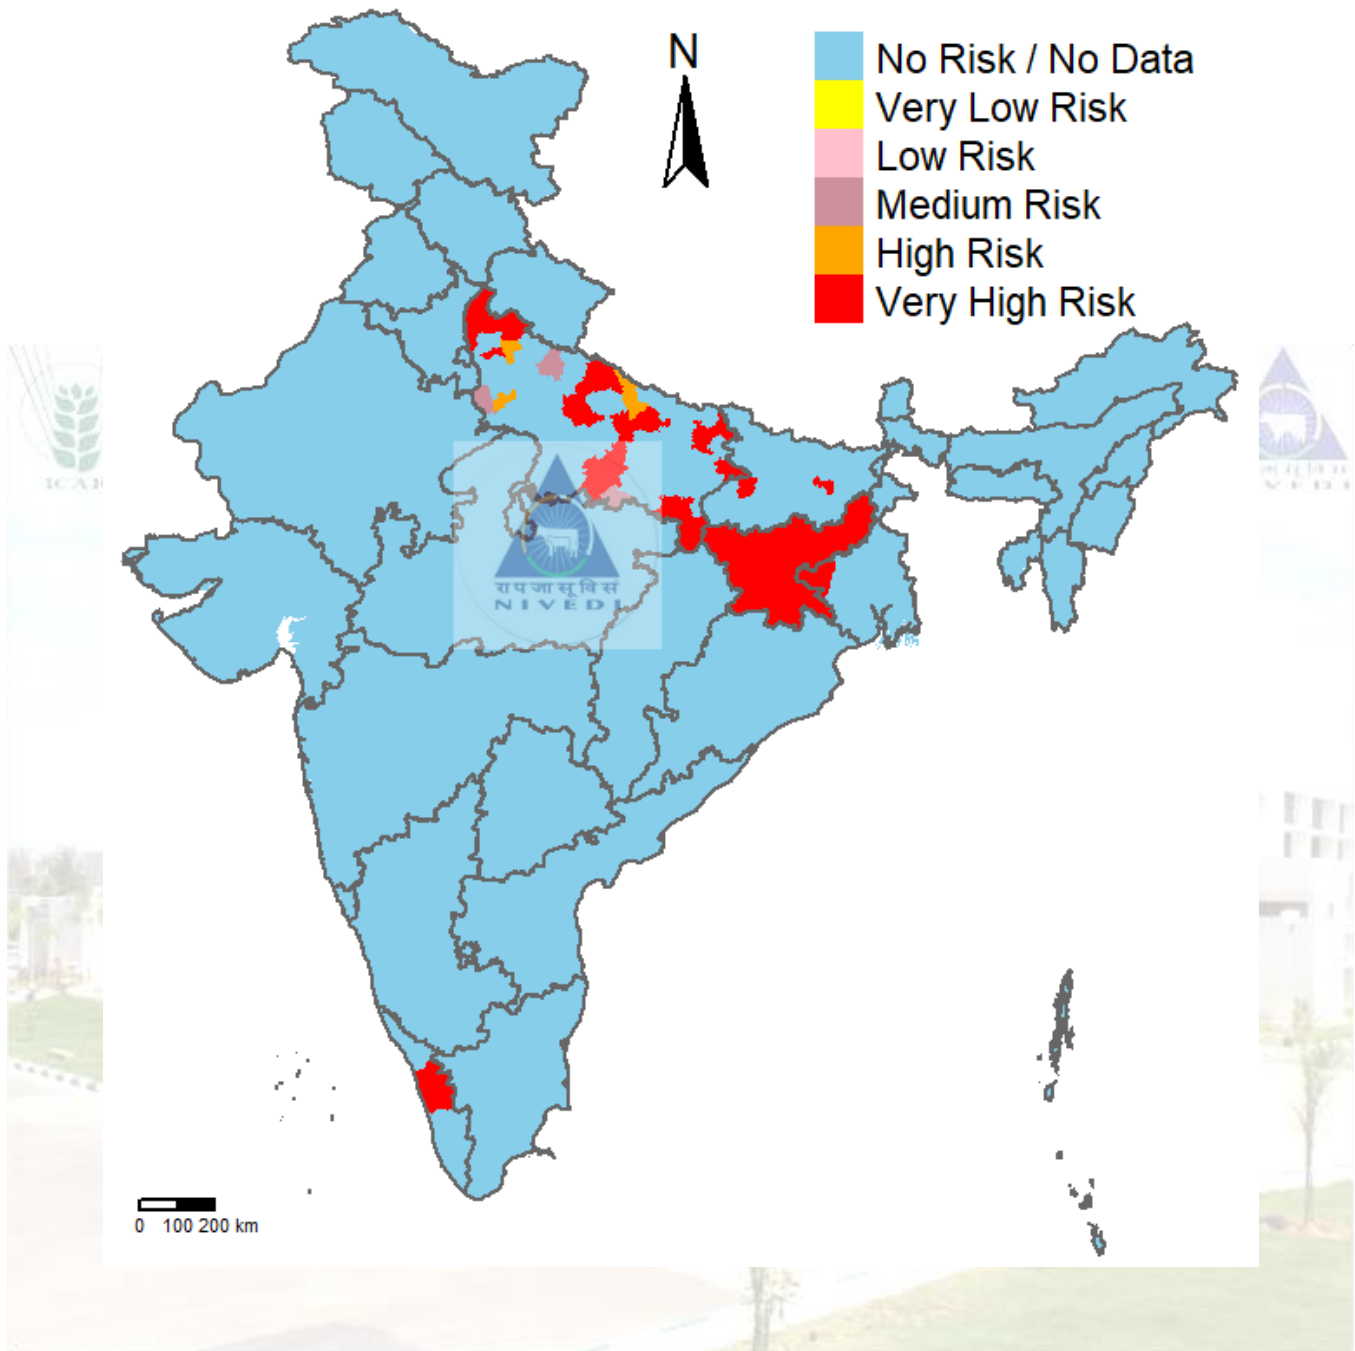 N
No Risk / No Data
Very Low Risk
Low Risk
Medium Risk
High Risk
Very High Risk
ICAR
रापजासूविसं
NIVEDI
0 100 200 km